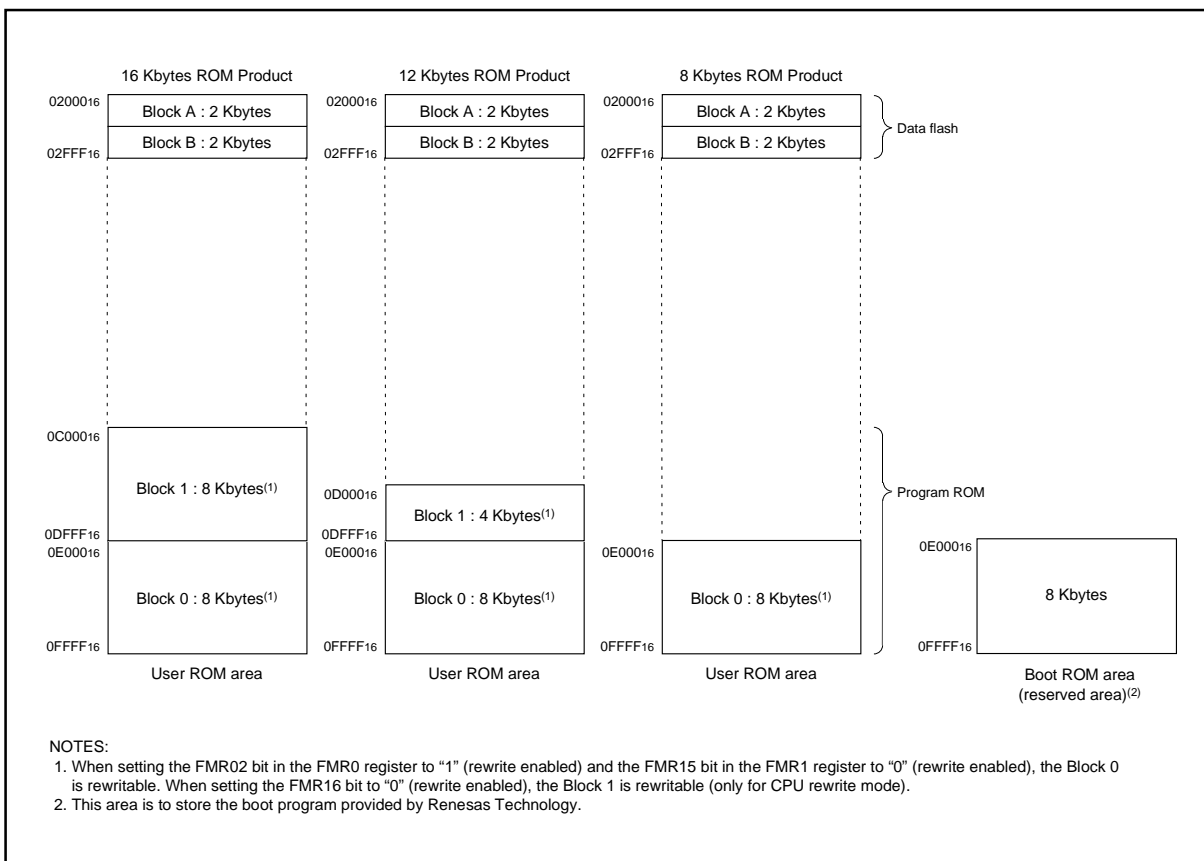 16 Kbytes ROM Product
12 Kbytes ROM Product
8 Kbytes ROM Product
0200016
Block A : 2 Kbytes
0200016
Block A : 2 Kbytes
0200016
Block A : 2 Kbytes
Data flash
Block B : 2 Kbytes
Block B : 2 Kbytes
Block B : 2 Kbytes
02FFF16
02FFF16
02FFF16
0C00016
Block 1 : 8 Kbytes(1)
0D00016
Block 1 : 4 Kbytes(1)
Program ROM
0DFFF16
0DFFF16
0E00016
0E00016
0E00016
0E00016
Block 0 : 8 Kbytes(1)
Block 0 : 8 Kbytes(1)
Block 0 : 8 Kbytes(1)
8 Kbytes
0FFFF16
0FFFF16
0FFFF16
0FFFF16
User ROM area
User ROM area
User ROM area
Boot ROM area
(reserved area)(2)
NOTES:
1. When setting the FMR02 bit in the FMR0 register to “1” (rewrite enabled) and the FMR15 bit in the FMR1 register to “0” (rewrite enabled), the Block 0
is rewritable. When setting the FMR16 bit to “0” (rewrite enabled), the Block 1 is rewritable (only for CPU rewrite mode).
2. This area is to store the boot program provided by Renesas Technology.